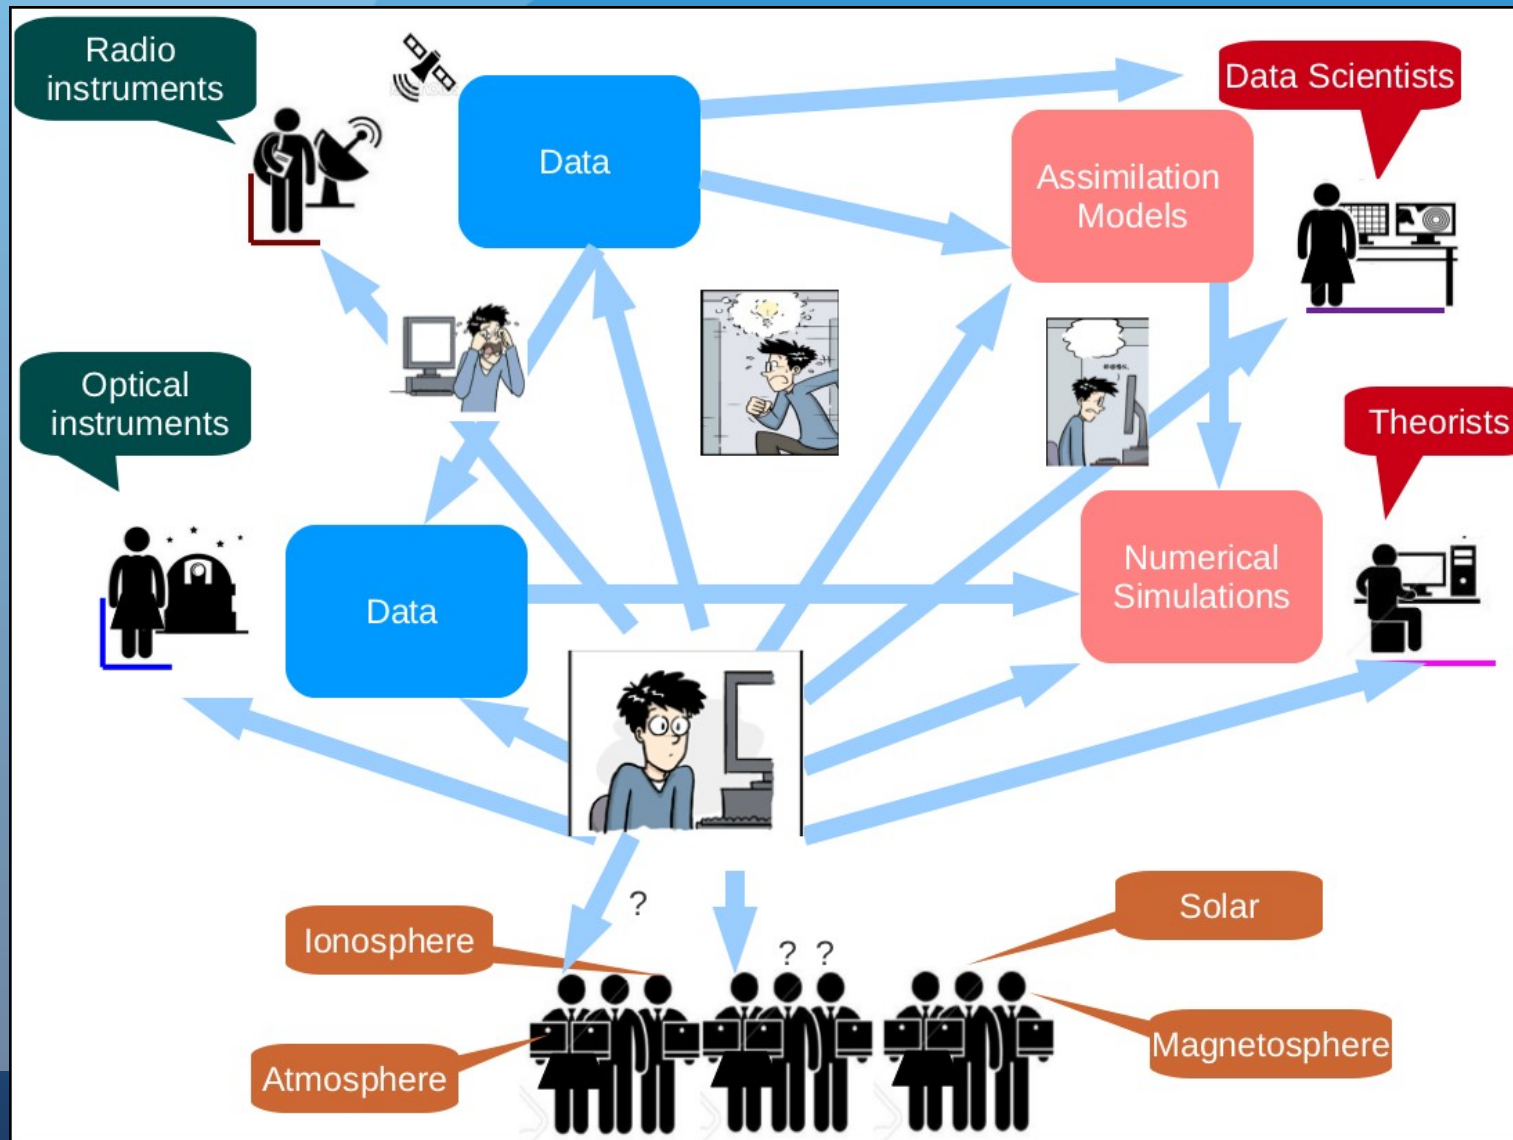 Radio
instruments
Data
Data Scientists
Assimilation
Models
Optical
instruments
Theorists
Data
Numerical
Simulations
?
Ionosphere
Solar
? ?
Atmosphere
Magnetosphere